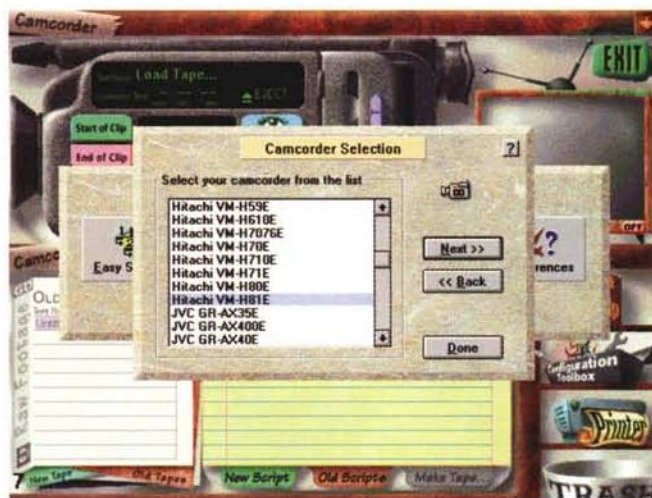 Camcorder
EXIT
Load Tape...
EJECT
Start of Clip
End of Clip
Camcorder Selection
?
Select your camcorder from the list
Hitachi VM-H59E
Hitachi VM-H610E
Hitachi VM-H7076E
Hitachi VM-H70E
Hitachi VM-H710E
Hitachi VM-H71E
Hitachi VM-H80E
Hitachi VM-H81E
JVC GR-AX35E
JVC GR-AX400E
JVC GR-AX40E
Next >>
<< Back
Done
OFF
Easy S
?
rences
Camco
OLD
Raw Footage
Configuration
Toolbox
Printer
New Tape
Old Tapes
New Script
Old Scripts
Make Tape...
TRASH